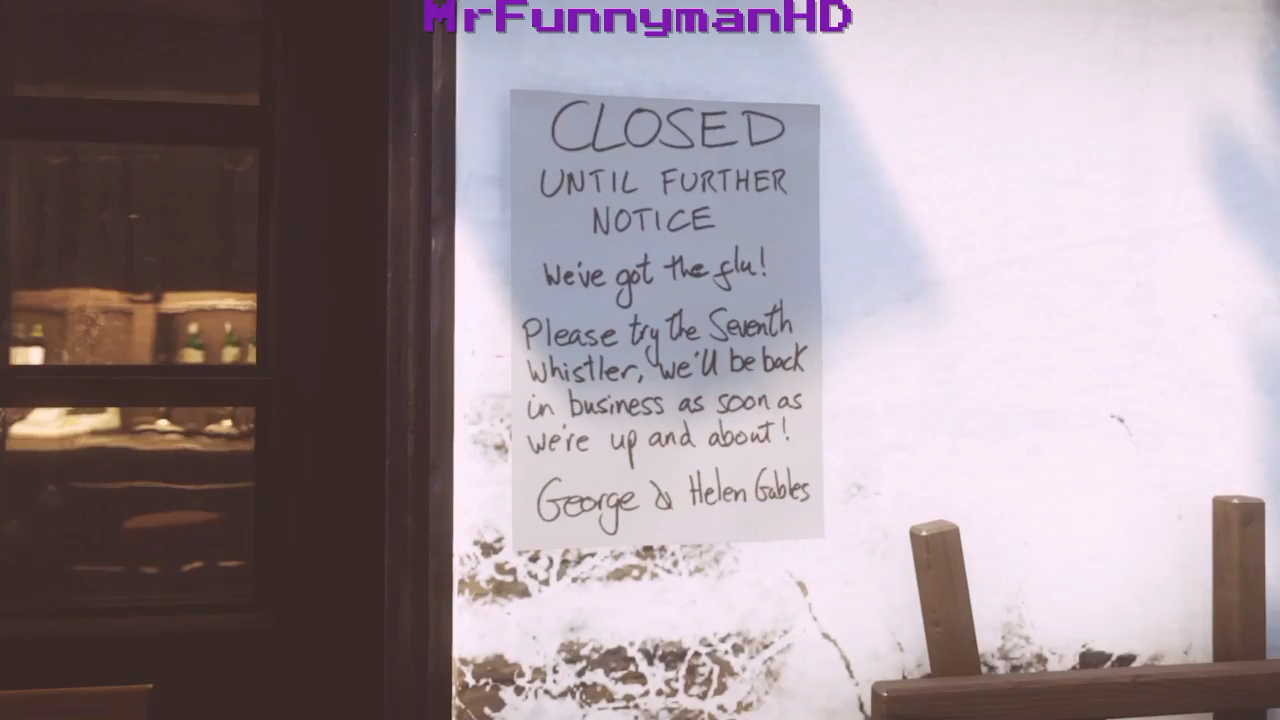 MrFunnymanHD
CLOSED
UNTIL FURTHER
NOTICE
We've got the flu!
Please try the Seventh
Whistler, we'll be back
in business as soon as
we're up and about!
George & Helen Gables